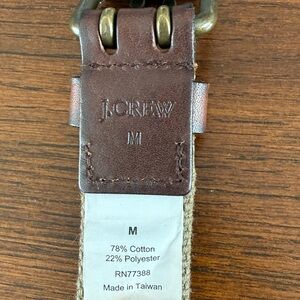 J.CREW
M
M
78% Cotton
22% Polyester
RN77388
Made in Taiwan